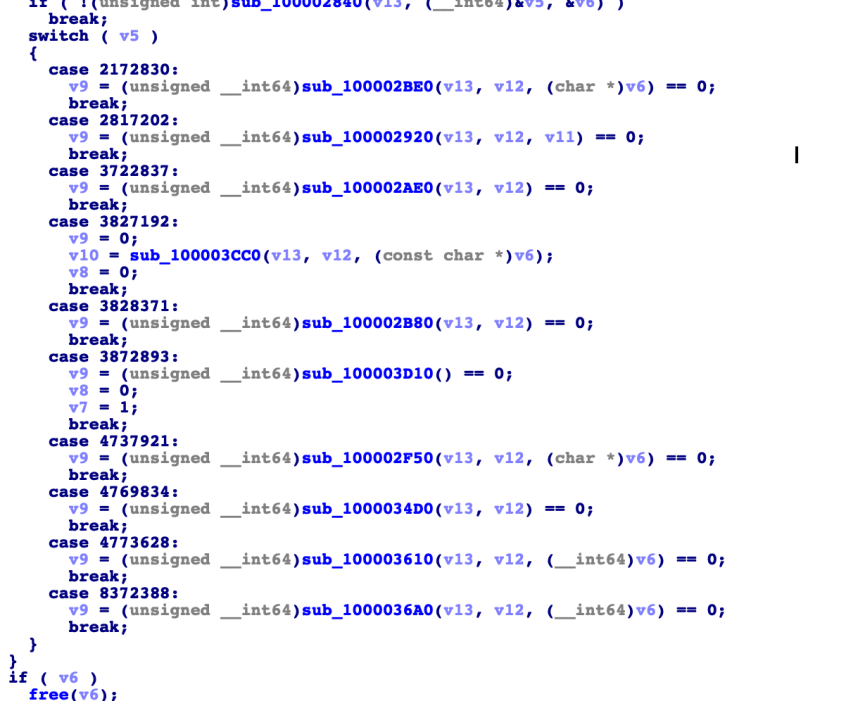 if ( !(unsigned int)sub_100002840(v13, (__int64)&v5, &v6) )
break;
switch ( v5 )
{
case 2172830:
v9 = (unsigned __int64)sub_100002BE0(v13, v12, (char *)v6) == 0;
break;
case 2817202:
v9 = (unsigned __int64)sub_100002920(v13, v12, v11) == 0;
break;
case 3722837:
v9 = (unsigned __int64)sub_100002AE0(v13, v12) == 0;
break;
case 3827192:
v9 = 0;
v10 = sub_100003CC0(v13, v12, (const char *)v6);
v8 = 0;
break;
case 3828371:
v9 = (unsigned __int64)sub_100002B80(v13, v12) == 0;
break;
case 3872893:
v9 = (unsigned __int64)sub_100003D10() == 0;
v8 = 0;
v7 = 1;
break;
case 4737921:
v9 = (unsigned __int64)sub_100002F50(v13, v12, (char *)v6) == 0;
break;
case 4769834:
v9 = (unsigned __int64)sub_1000034D0(v13, v12) == 0;
break;
case 4773628:
v9 = (unsigned __int64)sub_100003610(v13, v12, (__int64)v6) == 0;
break;
case 8372388:
v9 = (unsigned __int64)sub_1000036A0(v13, v12, (__int64)v6) == 0;
break;
}
}
if ( v6 )
free(v6);